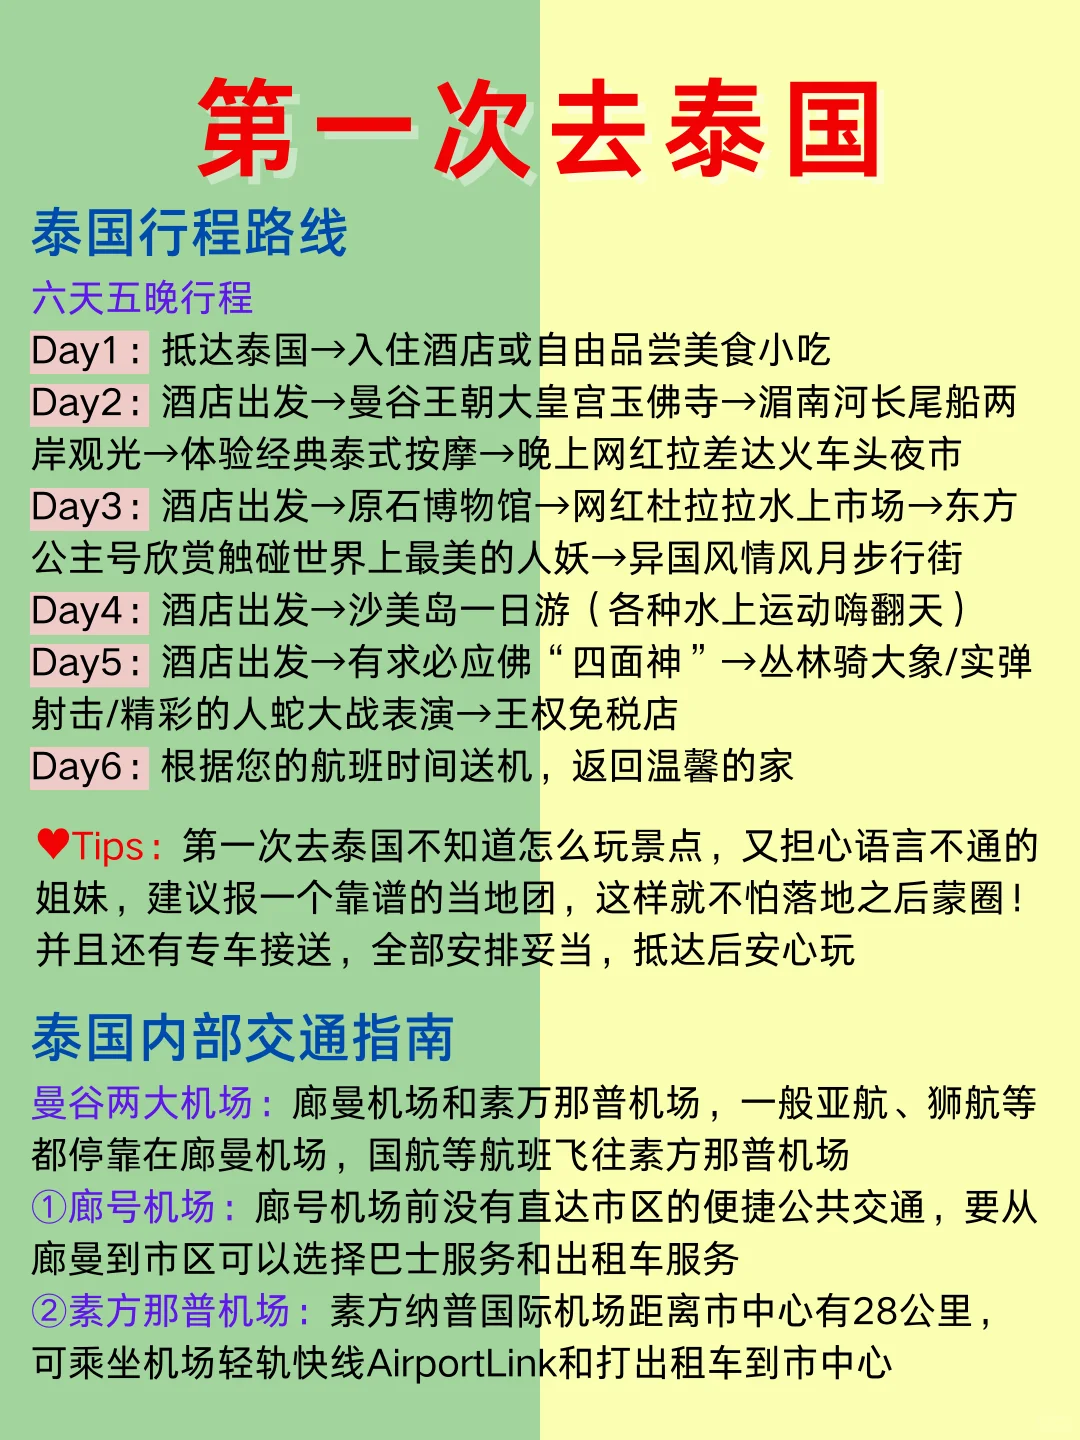 第一次去泰国
泰国行程路线
六天五晚行程
Day1：抵达泰国→入住酒店或自由品尝美食小吃
Day2：酒店出发→曼谷王朝大皇宫玉佛寺→湄南河长尾船两
岸观光→体验经典泰式按摩→晚上网红拉差达火车头夜市
Day3：酒店出发→原石博物馆→网红杜拉拉水上市场→东方
公主号欣赏触碰世界上最美的人妖→异国风情风月步行街
Day4：酒店出发→沙美岛一日游（各种水上运动嗨翻天）
Day5：酒店出发→有求必应佛“四面神”→丛林骑大象/实弹
射击/精彩的人蛇大战表演→王权免税店
Day6：根据您的航班时间送机，返回温馨的家
♥Tips：第一次去泰国不知道怎么玩景点，又担心语言不通的
姐妹，建议报一个靠谱的当地团，这样就不怕落地之后蒙圈！
并且还有专车接送，全部安排妥当，抵达后安心玩
泰国内部交通指南
曼谷两大机场：廊曼机场和素万那普机场，一般亚航、狮航等
都停靠在廊曼机场，国航等航班飞往素方那普机场
①廊号机场：廊号机场前没有直达市区的便捷公共交通，要从
廊曼到市区可以选择巴士服务和出租车服务
②素方那普机场：素方纳普国际机场距离市中心有28公里，
可乘坐机场轻轨快线AirportLink和打出租车到市中心